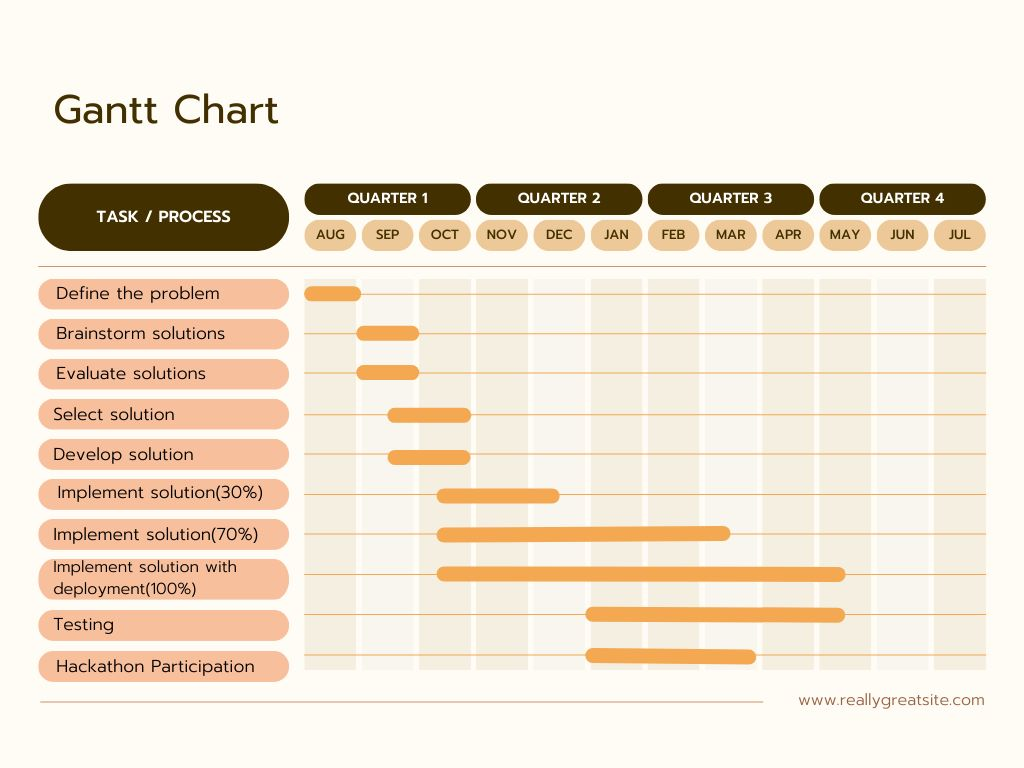 Gantt Chart
TASK / PROCESS
QUARTER 1 QUARTER 2 QUARTER 3 QUARTER 4
AUG SEP OCT NOV DEC JAN FEB MAR APR MAY JUN JUL
Define the problem
Brainstorm solutions
Evaluate solutions
Select solution
Develop solution
Implement solution(30%)
Implement solution(70%)
Implement solution with
deployment(100%)
Testing
Hackathon Participation
www.reallygreatsite.com